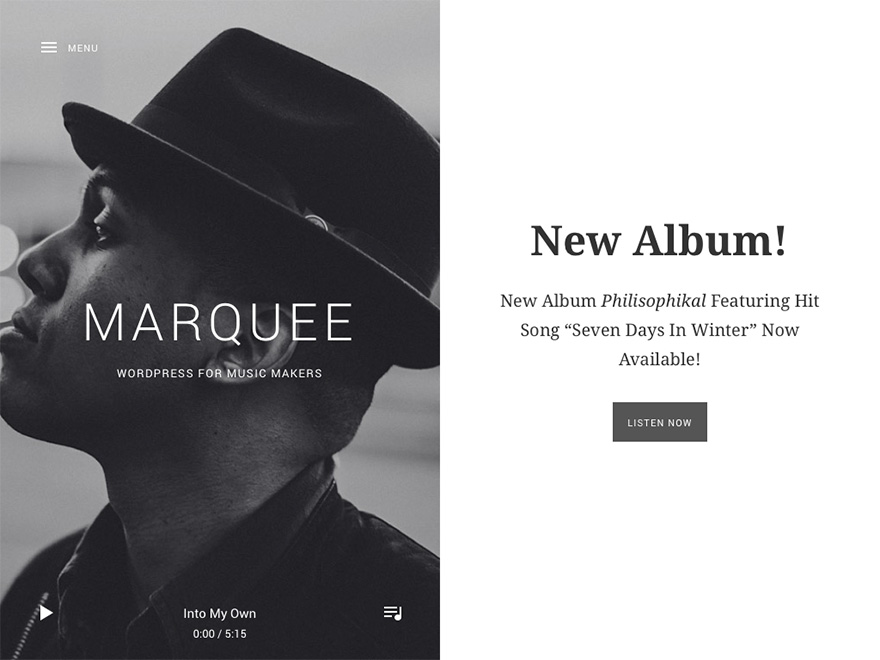 MENU
MARQUEE
WORDPRESS FOR MUSIC MAKERS
Into My Own
0:00 / 5:15
New Album!
New Album Philisophikal Featuring Hit
Song “Seven Days In Winter” Now
Available!
LISTEN NOW